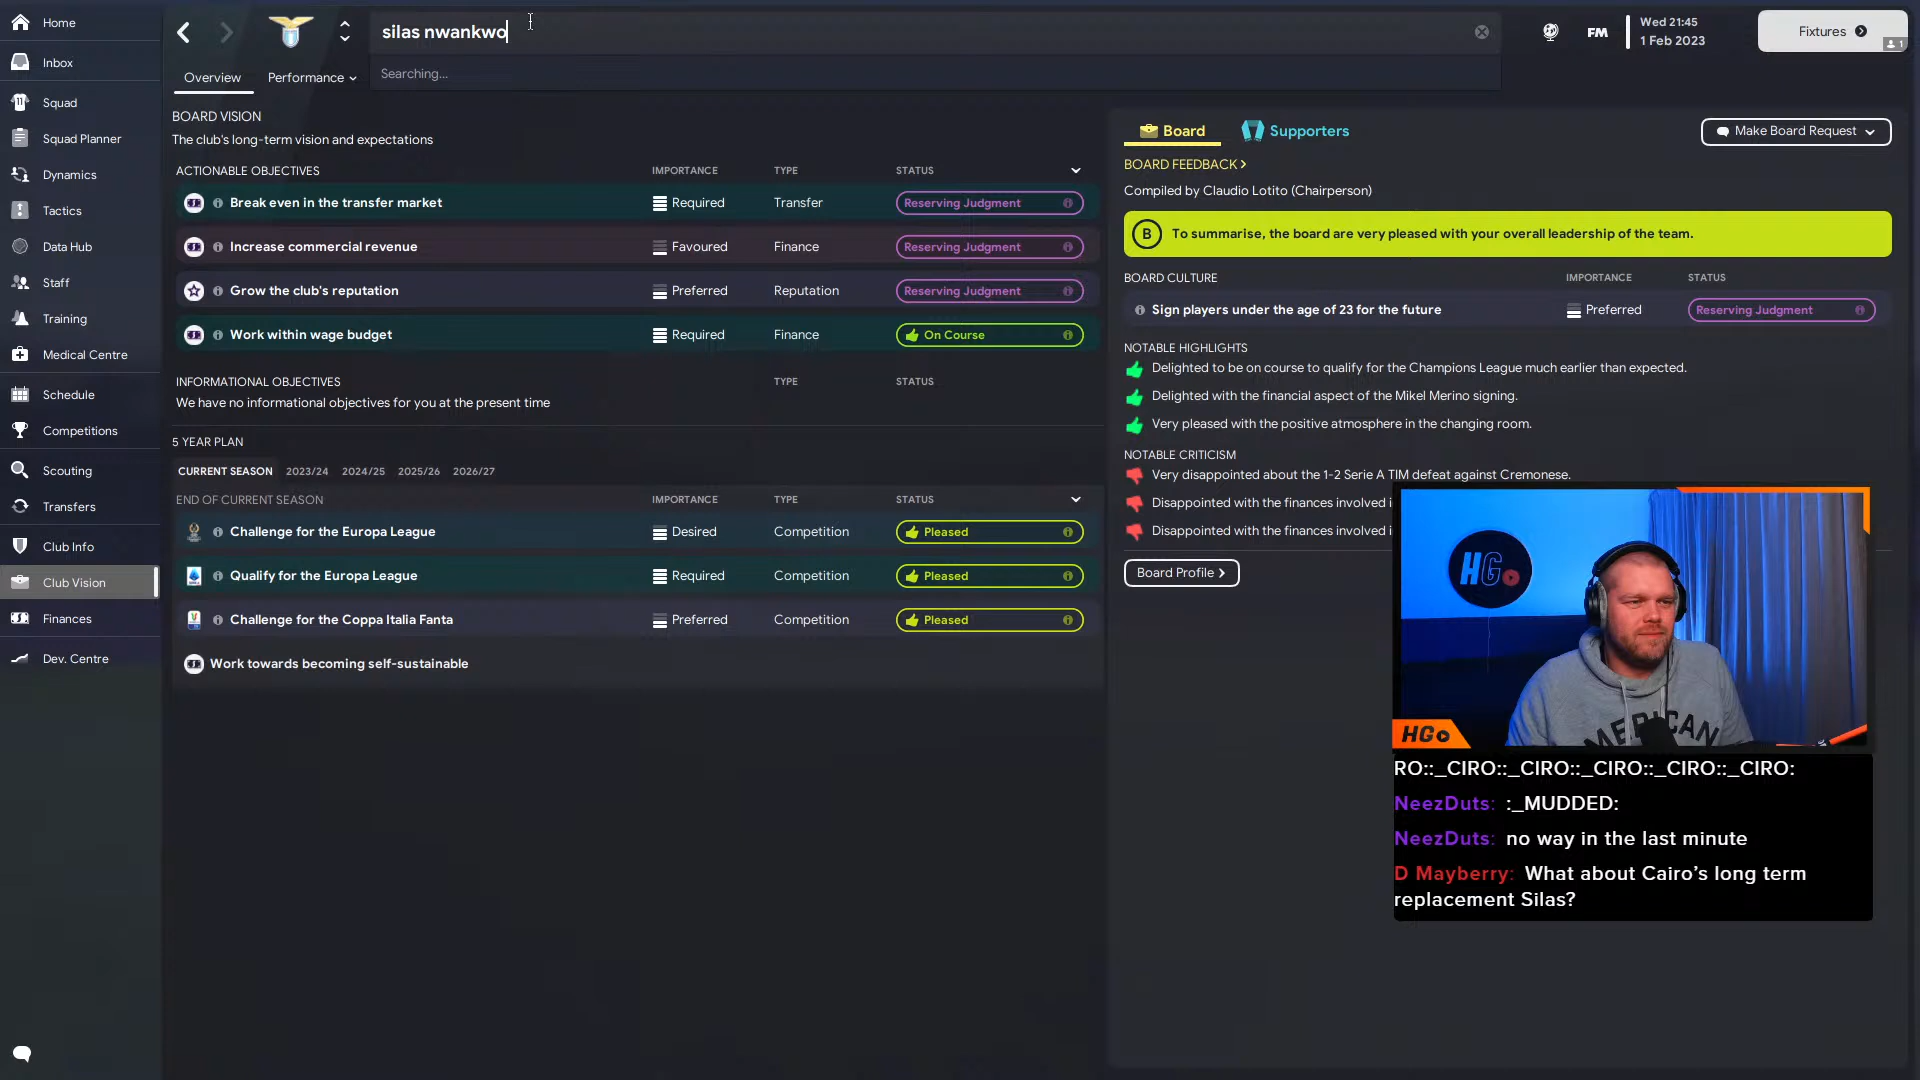 Home
Inbox
Squad
Squad Planner
Dynamics
Tactics
Data Hub
Staff
Training
Medical Centre
Schedule
Competitions
Scouting
Transfers
Club Info
Club Vision
Finances
Dev. Centre
silas nwankwo
Searching...
FM
Wed 21:45
1 Feb 2023
Fixtures
1
Overview
Performance
BOARD VISION
The club's long-term vision and expectations
ACTIONABLE OBJECTIVES IMPORTANCE TYPE STATUS
Break even in the transfer market Required Transfer Reserving Judgment
Increase commercial revenue Favoured Finance Reserving Judgment
Grow the club's reputation Preferred Reputation Reserving Judgment
Work within wage budget Required Finance On Course
INFORMATIONAL OBJECTIVES TYPE STATUS
We have no informational objectives for you at the present time
5 YEAR PLAN
CURRENT SEASON 2023/24 2024/25 2025/26 2026/27
END OF CURRENT SEASON IMPORTANCE TYPE STATUS
Challenge for the Europa League Desired Competition Pleased
Qualify for the Europa League Required Competition Pleased
Challenge for the Coppa Italia Fanta Preferred Competition Pleased
Work towards becoming self-sustainable
Board Supporters
Make Board Request
BOARD FEEDBACK >
Compiled by Claudio Lotito (Chairperson)
B To summarise, the board are very pleased with your overall leadership of the team.
BOARD CULTURE IMPORTANCE STATUS
Sign players under the age of 23 for the future Preferred Reserving Judgment
NOTABLE HIGHLIGHTS
Delighted to be on course to qualify for the Champions League much earlier than expected.
Delighted with the financial aspect of the Mikel Merino signing.
Very pleased with the positive atmosphere in the changing room.
NOTABLE CRITICISM
Very disappointed about the 1-2 Serie A TIM defeat against Cremonese.
Disappointed with the finances involved i
Disappointed with the finances involved i
Board Profile >
HG
HG
RO::_CIRO::_CIRO::_CIRO::_CIRO::_CIRO:
NeezDuts: :_MUDDED:
NeezDuts: no way in the last minute
D Mayberry: What about Cairo's long term
replacement Silas?